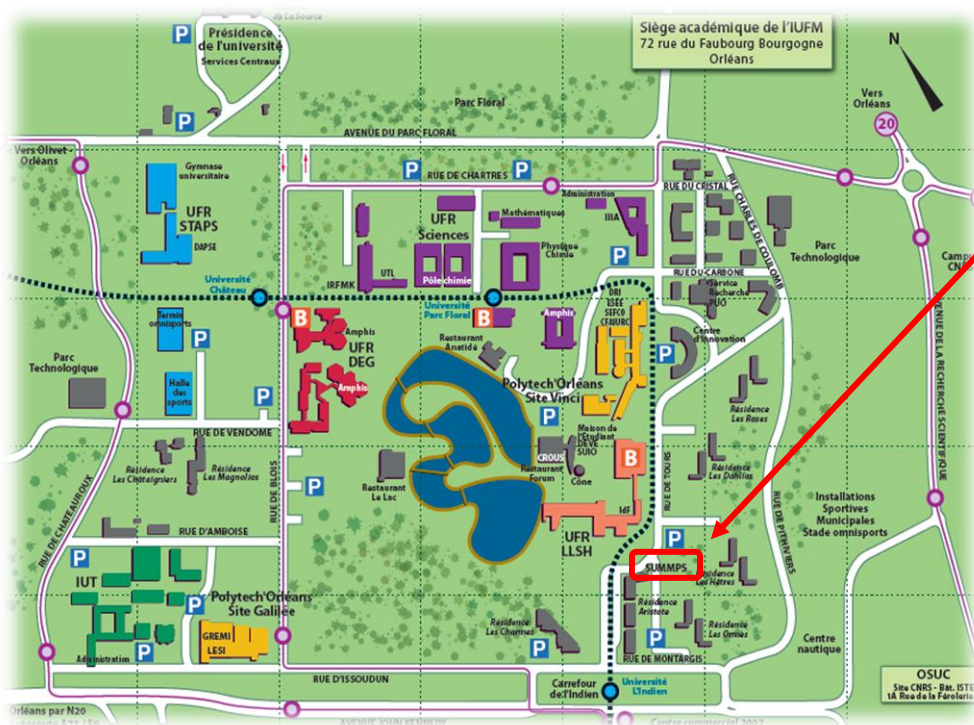 de La Source
Présidence
de l'université
Services Centraux
P
Siège académique de l'IUFM
72 rue du Faubourg Bourgogne
Orléans
N
Parc Floral
Vers
Orléans
20
P
AVENUE DU PARC FLORAL
Vers Olivet -
Orléans
Gymnase
universitaire
P
P
RUE DE CHARTRES
RUE DU CRISTAL
RUE CHARLES DE COULOMB
UFR
STAPS
DAPSE
UFR
Sciences
Administration
Mathématiques
IIIA
Physique
Chimie
P
Parc
Technologique
UTL
IRFMK
Pôle chimie
RUE DU CARBONE
Université
Château
Université
Parc Floral
DRI
ESEE
SEFCO
CFAIURC
Service
Recherche
PUO
Terrain
omnisports
P
B
Amphis
UFR
DEG
Amphis
B
Restaurant
Anatidé
Amphis
P
Centre
d'innovation
Parc
Technologique
Halle
des
sports
P
Polytech'Orléans
Site Vinci
P
Résidence
Les Roses
RUE DE VENDOME
RUE DE BLOIS
Maison de
l'Étudiant
DEVE
SUIO
CROUS
Restaurant
Forum
Cône
B
RUE DE TOURS
Résidence
Les Dahlias
RUE DE CHATEAUROUX
Résidence
Les Châtaigniers
Résidence
Les Magnolias
P
Restaurant
Le Lac
IdF
UFR
LLSH
RUE DE PITHIVIERS
Installations
Sportives
Municipales
Stade omnisports
RUE D'AMBOISE
P
P
SUMMPS
Résidence
Les Hêtres
IUT
Polytech'Orléans
Site Galilée
P
GREMI
LESI
Administration
P
Résidence
Les Charmes
P
Résidence
Aristote
P
Résidence
Les Ormes
RUE DE MONTARGIS
Centre
nautique
RUE D'ISSOUDUN
Carrefour
de l'Indien
Université
L'Indien
OSUC
Site CNRS - Bât. ISTE
1A Rue de la Férolerie
Orléans par N20
AVENUE JOHN KENNEDY
P
Centre commercial 2002